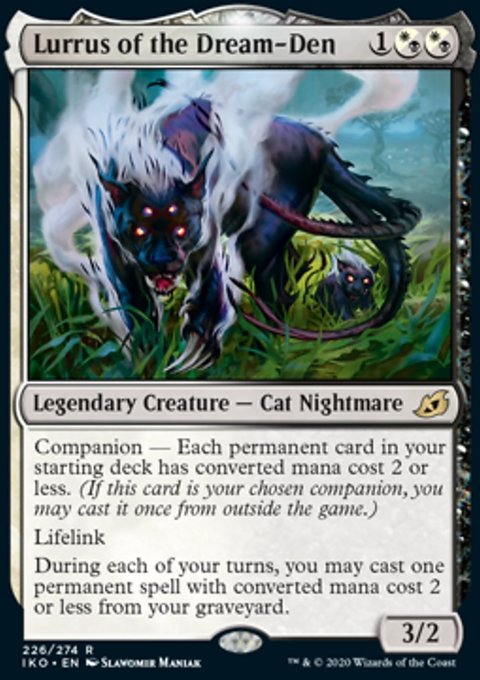 Lurrus of the Dream-Den 1
Legendary Creature — Cat Nightmare
Companion — Each permanent card in your
starting deck has converted mana cost 2 or
less. (If this card is your chosen companion, you
may cast it once from outside the game.)
Lifelink
During each of your turns, you may cast one
permanent spell with converted mana cost 2
or less from your graveyard.
3/2
226/274 R
IKO • EN Slawomir Maniak
™ & © 2020 Wizards of the Coast